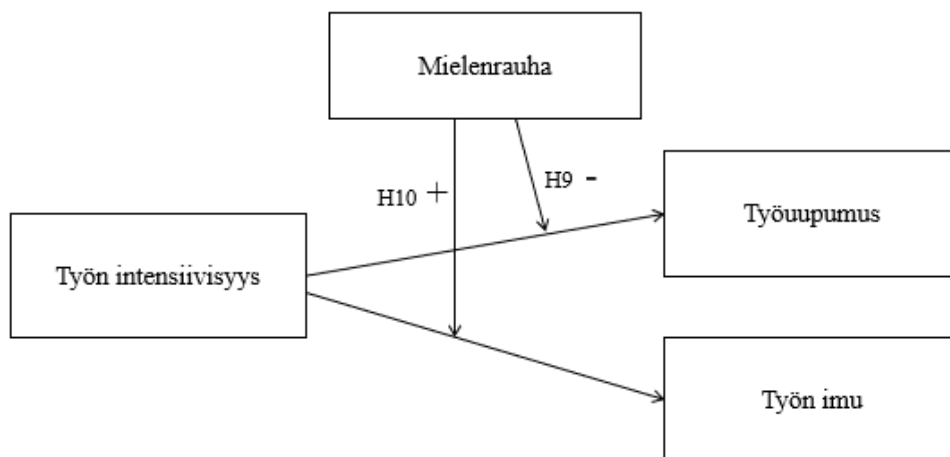 Mielenrauha
H10 +
H9 -
Työuupumus
Työn intensiivisyys
Työn imu